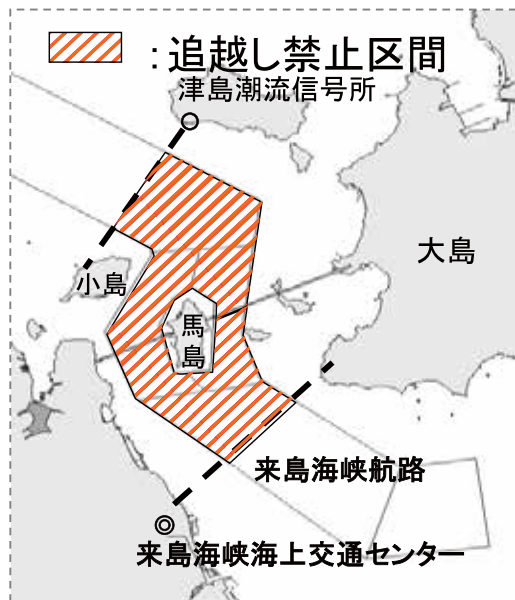 ：追越し禁止区間
津島潮流信号所
大島
小島
馬
島
来島海峡航路
来島海峡海上交通センター